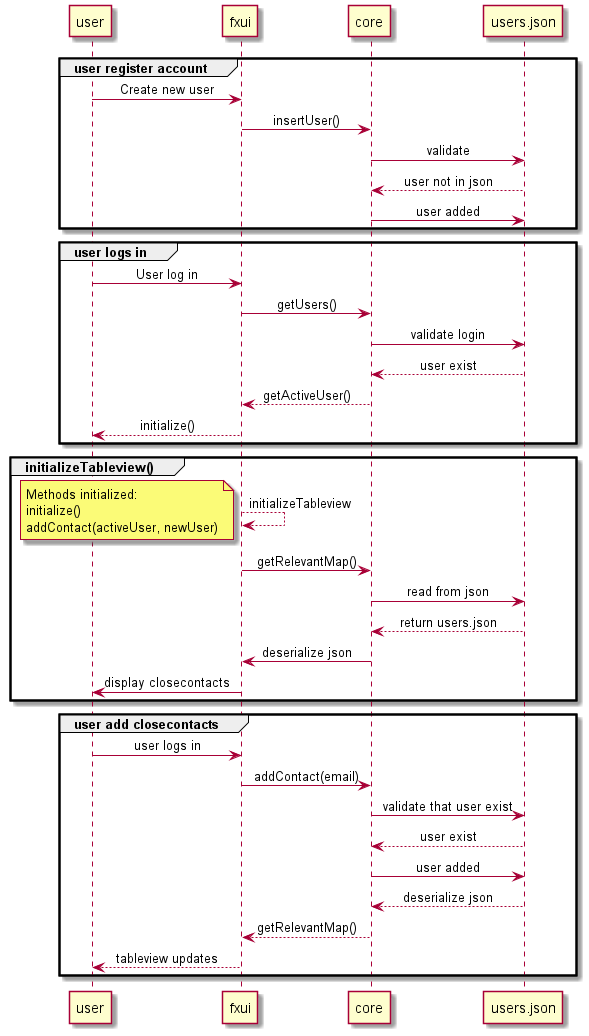 user
fxui
core
users.json
user register account
Create new user
insertUser()
validate
user not in json
user added
user logs in
User log in
getUsers()
validate login
user exist
getActiveUser()
initialize()
initializeTableview()
Methods initialized:
initialize()
addContact(activeUser, newUser)
initializeTableview
getRelevantMap()
read from json
return users.json
deserialize json
display closecontacts
user add closecontacts
user logs in
addContact(email)
validate that user exist
user exist
user added
deserialize json
getRelevantMap()
tableview updates
user
fxui
core
users.json